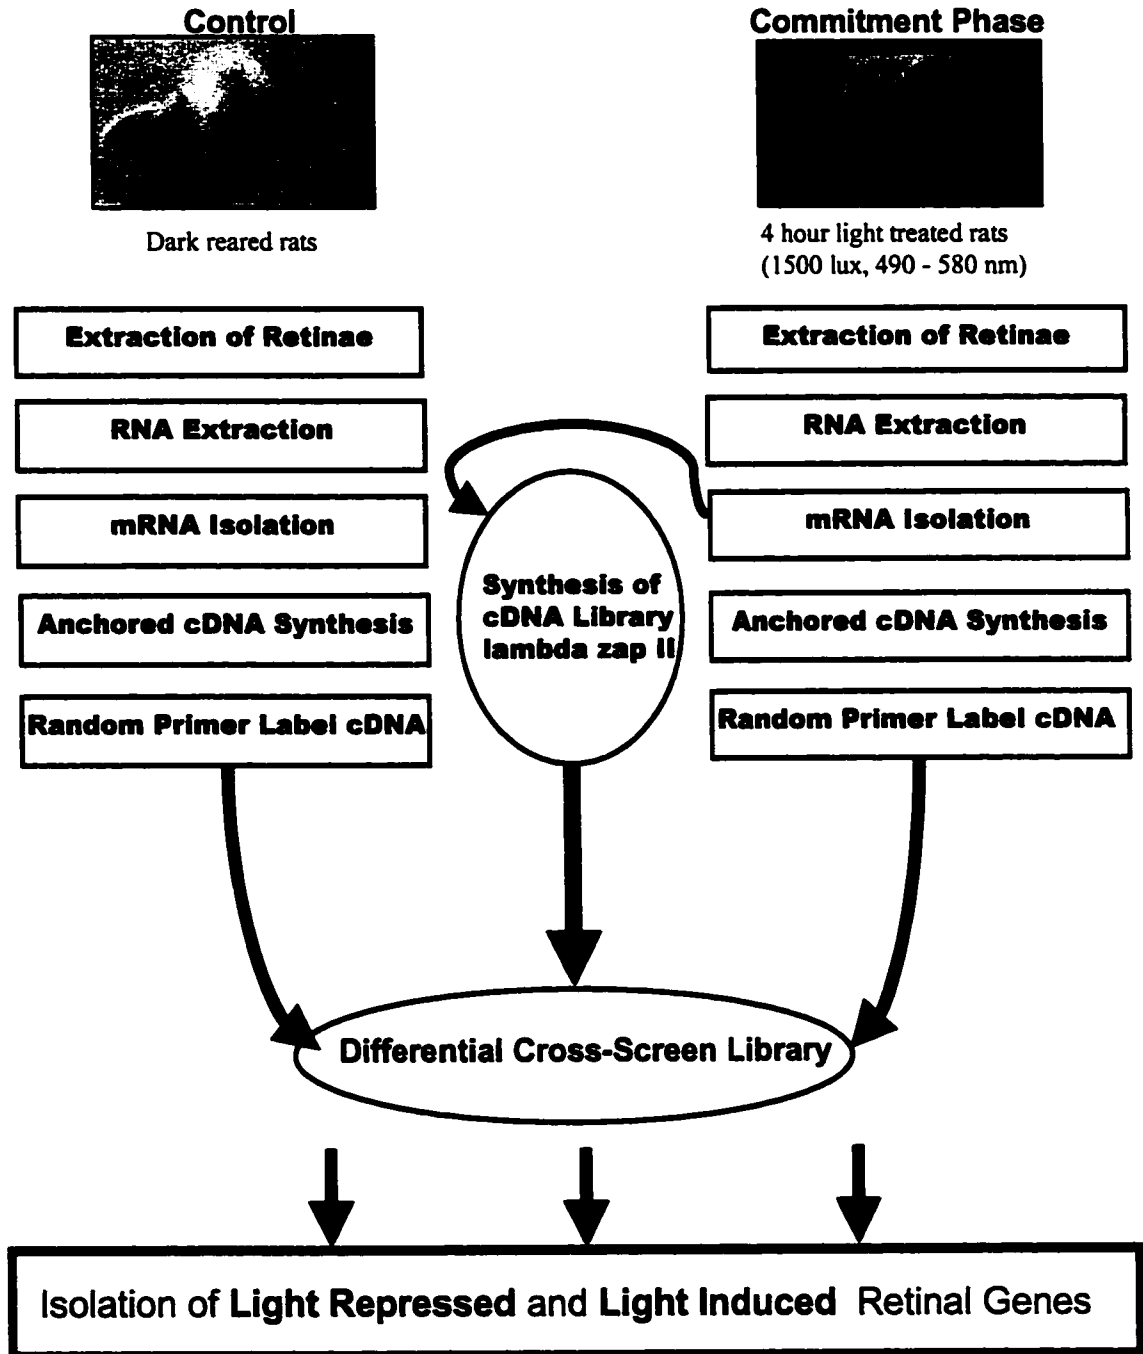 Control
Dark reared rats
Extraction of Retinae
RNA Extraction
mRNA Isolation
Anchored cDNA Synthesis
Random Primer Label cDNA
Commitment Phase
4 hour light treated rats
(1500 lux, 490 - 580 nm)
Extraction of Retinae
RNA Extraction
mRNA Isolation
Anchored cDNA Synthesis
Random Primer Label cDNA
Synthesis of
cDNA Library
lambda zap II
Differential Cross-Screen Library
Isolation of Light Repressed and Light Induced Retinal Genes